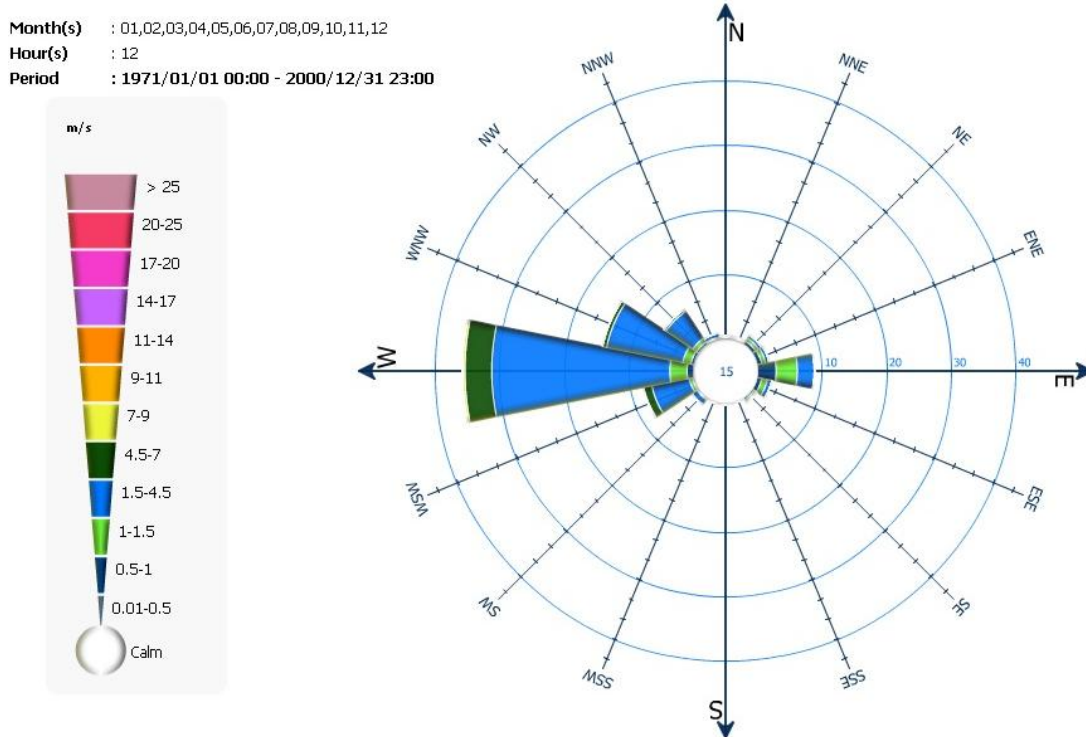 Month(s) : 01,02,03,04,05,06,07,08,09,10,11,12
Hour(s) : 12
Period : 1971/01/01 00:00 - 2000/12/31 23:00
m/s
> 25
20-25
17-20
14-17
11-14
9-11
7-9
4.5-7
1.5-4.5
1-1.5
0.5-1
0.01-0.5
Calm
N
NNW
NNE
NW
NE
WNW
ENE
W
15
10
20
30
40
E
WSW
ESE
SW
SE
SSW
SSE
S